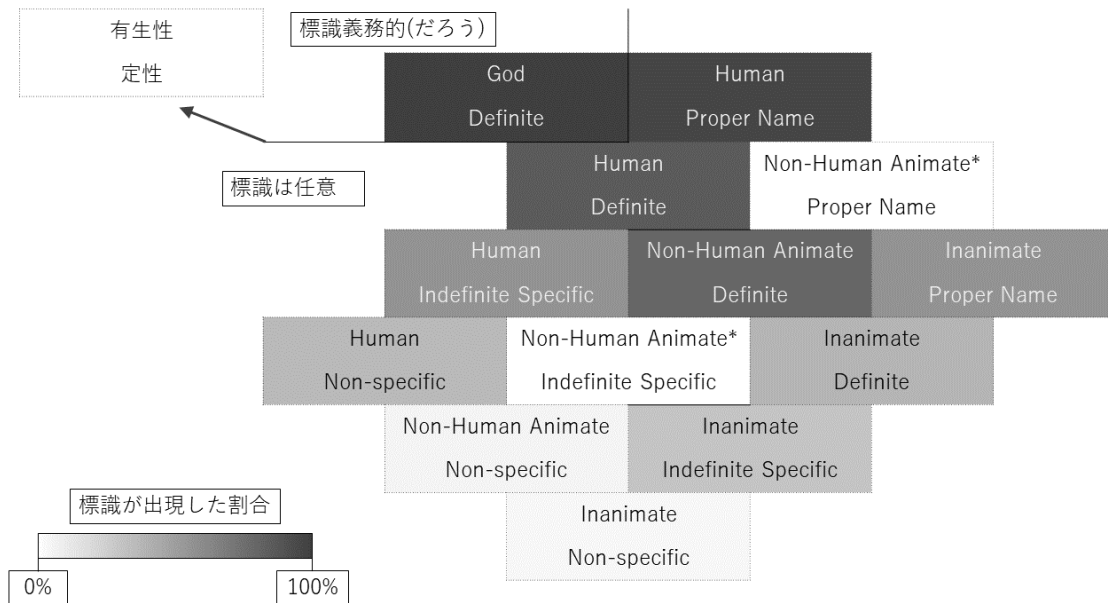 有生性
定性
標識義務的(だろう)
God
Definite
Human
Proper Name
標識は任意
Human
Definite
Non-Human Animate*
Proper Name
Human
Indefinite Specific
Non-Human Animate
Definite
Inanimate
Proper Name
Human
Non-specific
Non-Human Animate*
Indefinite Specific
Inanimate
Definite
Non-Human Animate
Non-specific
Inanimate
Indefinite Specific
Inanimate
Non-specific
標識が出現した割合
0%
100%